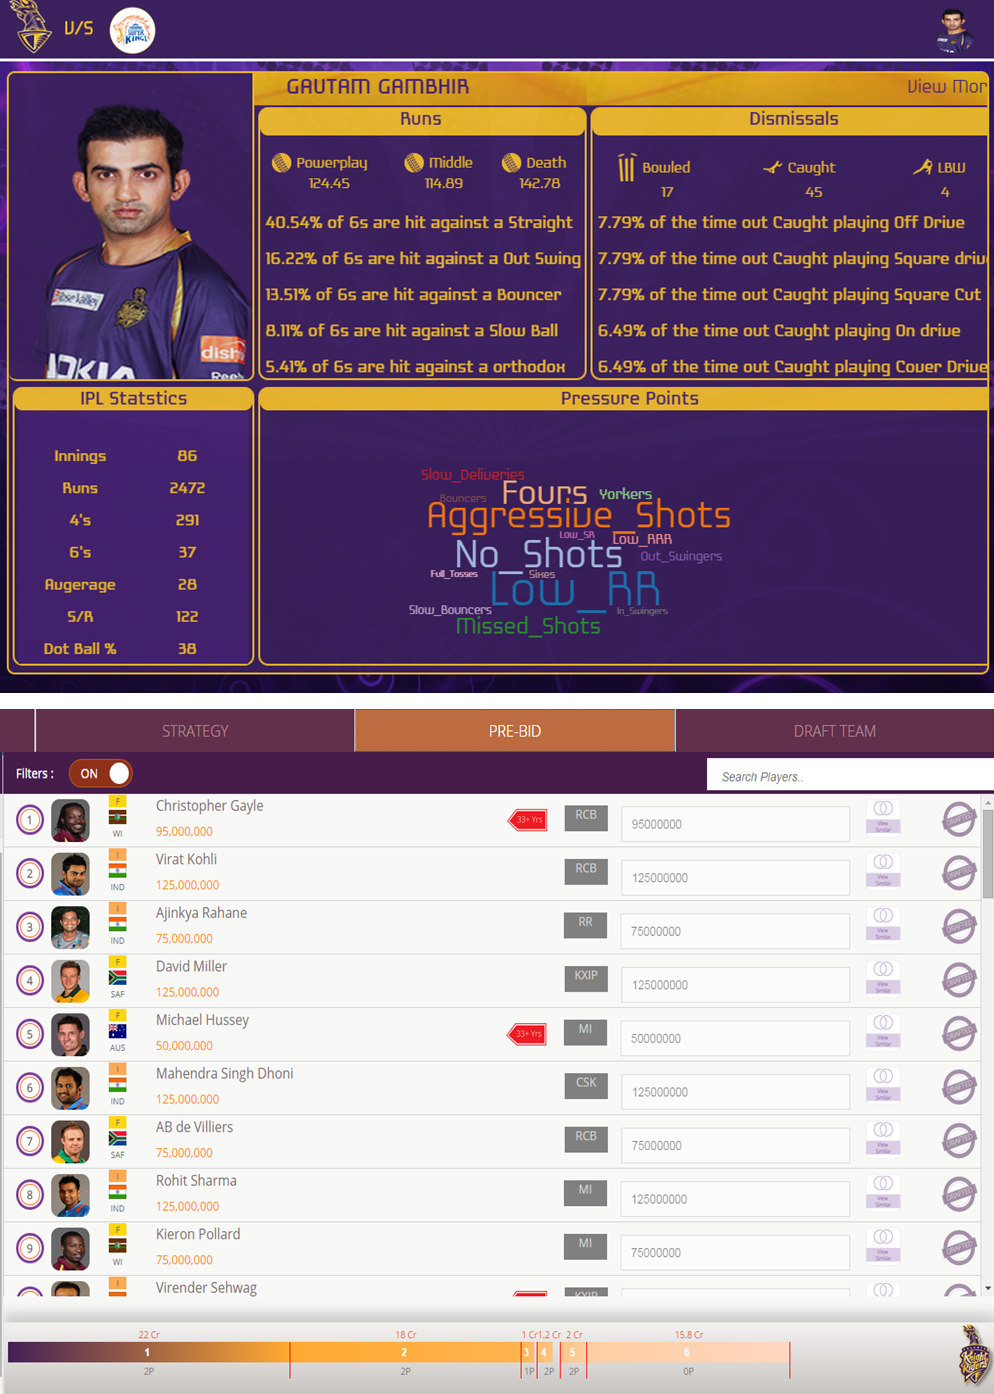 V/S
SUPER KINGS
GAUTAM GAMBHIR
View Mor
Runs
Dismissals
Powerplay Middle Death
124.45 114.89 142.78
Bowled Caught LBW
17 45 4
40.54% of 6s are hit against a Straight
16.22% of 6s are hit against a Out Swing
13.51% of 6s are hit against a Bouncer
8.11% of 6s are hit against a Slow Ball
5.41% of 6s are hit against a orthodox
7.79% of the time out Caught playing Off Drive
7.79% of the time out Caught playing Square driv
7.79% of the time out Caught playing Square Cut
6.49% of the time out Caught playing On drive
6.49% of the time out Caught playing Cover Drive
Rose Valley
dish
NOKIA
Reeb
IPL Statstics
Innings 86
Runs 2472
4's 291
6's 37
Avgerage 28
S/R 122
Dot Ball % 38
Pressure Points
Slow_Deliveries
Bouncers Fours Yorkers
Aggressive_Shots
Low_SR Low_RRR
No_Shots Out_Swingers
Full_Tosses Sixes
Low_RR
Slow_Bouncers In_Swingers
Missed_Shots
STRATEGY PRE-BID DRAFT TEAM
Filters : ON Search Players..
1 F WI Christopher Gayle 33+ Yrs RCB 95000000 View Similar DRAFTED
95,000,000
2 I IND Virat Kohli RCB 125000000 View Similar DRAFTED
125,000,000
3 I IND Ajinkya Rahane RR 75000000 View Similar DRAFTED
75,000,000
4 F SAF David Miller KXIP 125000000 View Similar DRAFTED
125,000,000
5 F AUS Michael Hussey 33+ Yrs MI 50000000 View Similar DRAFTED
50,000,000
6 I IND Mahendra Singh Dhoni CSK 125000000 View Similar DRAFTED
125,000,000
7 F SAF AB de Villiers RCB 75000000 View Similar DRAFTED
75,000,000
8 I IND Rohit Sharma MI 125000000 View Similar DRAFTED
125,000,000
9 F WI Kieron Pollard MI 75000000 View Similar DRAFTED
75,000,000
I Virender Sehwag KXIP
22 Cr 18 Cr 1 Cr 1.2 Cr 2 Cr 15.8 Cr
1 2 3 4 5 6
2P 2P 1P 2P 2P 0P
Knight Riders